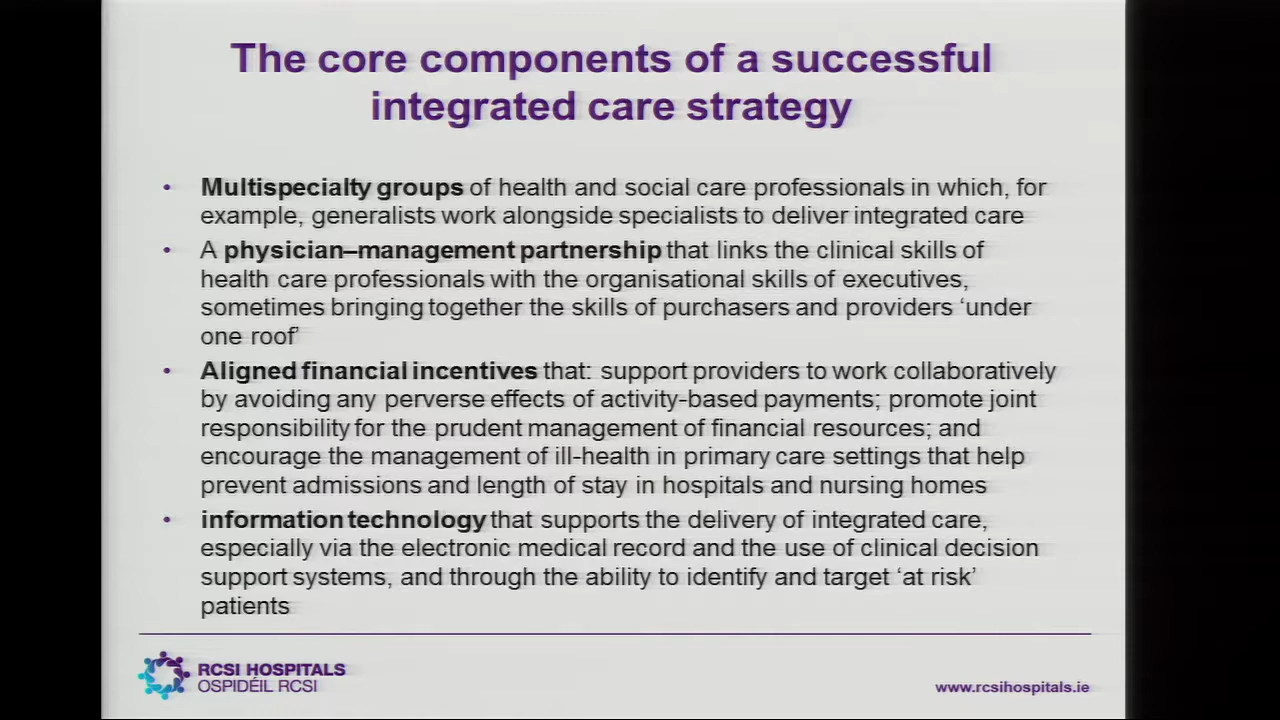 The core components of a successful
integrated care strategy
• Multispecialty groups of health and social care professionals in which, for
example, generalists work alongside specialists to deliver integrated care
• A physician–management partnership that links the clinical skills of
health care professionals with the organisational skills of executives,
sometimes bringing together the skills of purchasers and providers ‘under
one roof’
• Aligned financial incentives that: support providers to work collaboratively
by avoiding any perverse effects of activity-based payments; promote joint
responsibility for the prudent management of financial resources; and
encourage the management of ill-health in primary care settings that help
prevent admissions and length of stay in hospitals and nursing homes
• information technology that supports the delivery of integrated care,
especially via the electronic medical record and the use of clinical decision
support systems, and through the ability to identify and target ‘at risk’
patients
RCSI HOSPITALS
OSPIDÉIL RCSI
www.rcsihospitals.ie